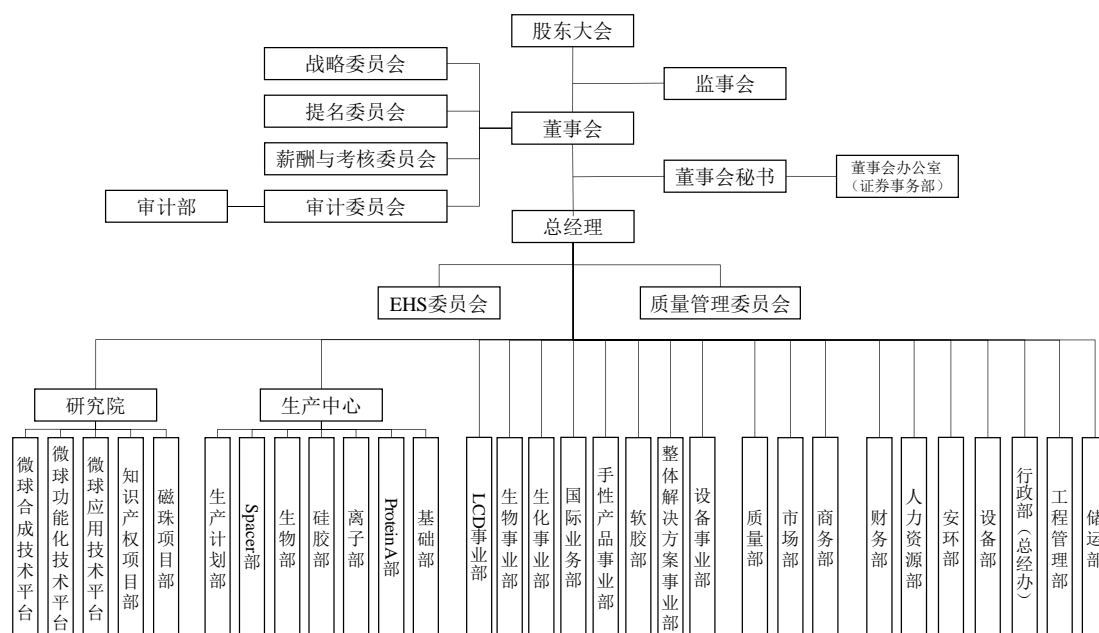 股东大会
战略委员会
监事会
提名委员会
董事会
薪酬与考核委员会
董事会秘书
董事会办公室
（证券事务部）
审计部
审计委员会
总经理
EHS委员会
质量管理委员会
研究院
生产中心
微球合成技术平台
微球功能化技术平台
微球应用技术平台
知识产权项目部
磁珠项目部
生产计划部
Spacer部
生物部
硅胶部
离子部
Protein A部
基础部
LCD事业部
生物事业部
生化事业部
国际业务部
手性产品事业部
软胶部
整体解决方案事业部
设备事业部
质量部
市场部
商务部
财务部
人力资源部
安环部
设备部
行政部（总经办）
工程管理部
储运部